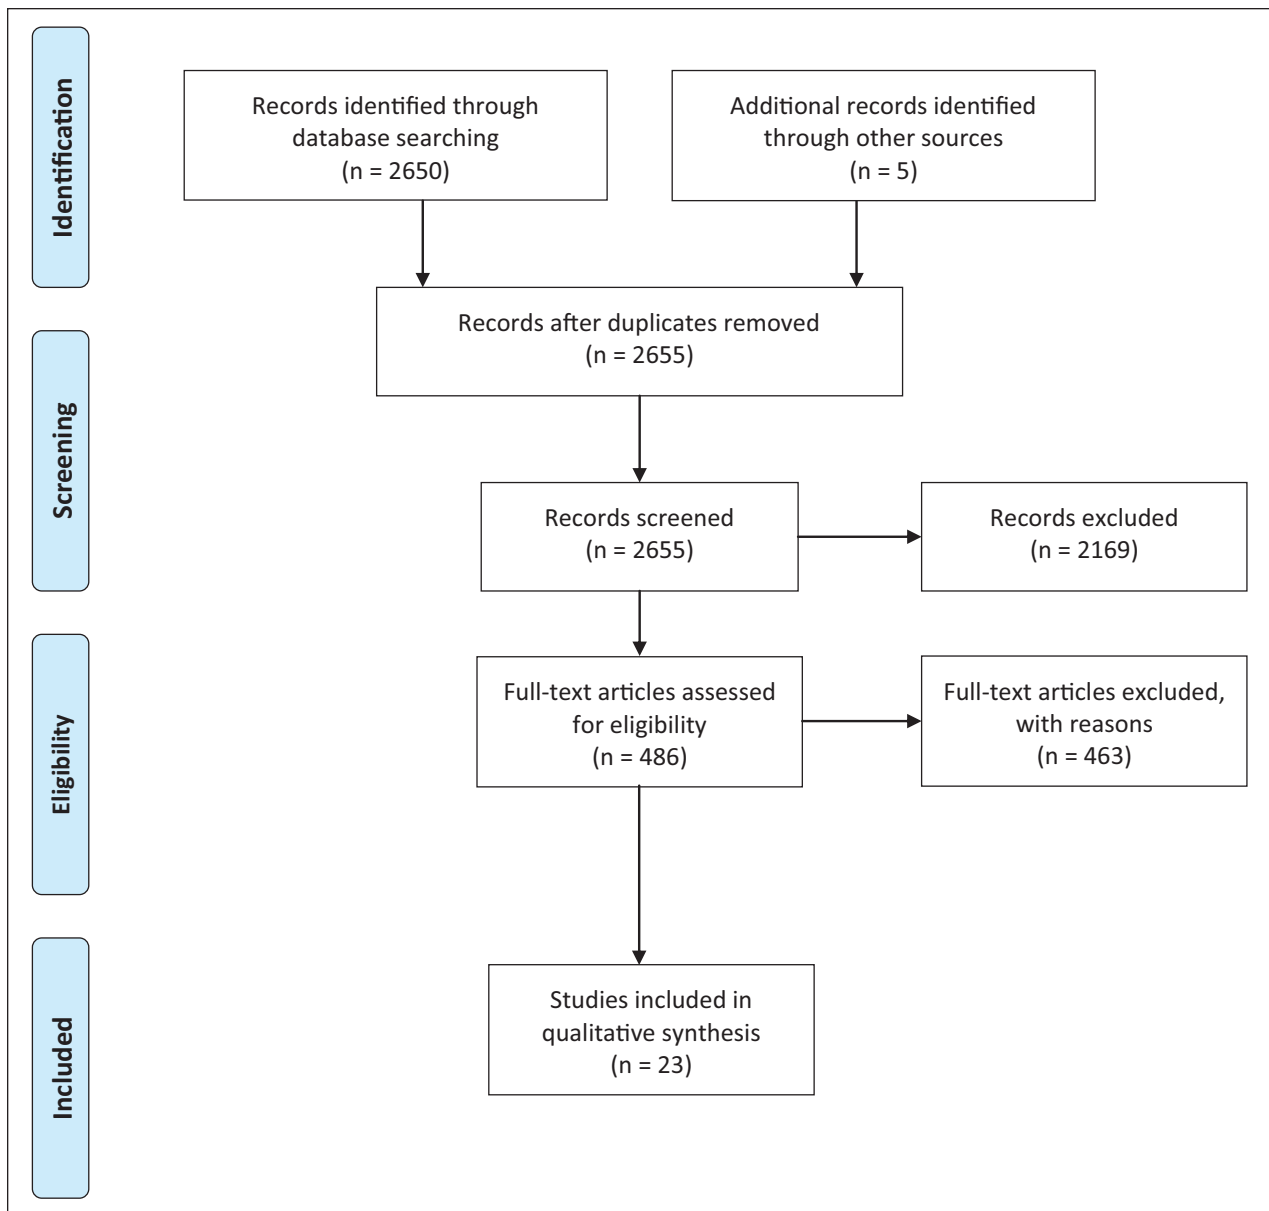 Identification
Records identified through
database searching
(n = 2650)
Additional records identified
through other sources
(n = 5)
Records after duplicates removed
(n = 2655)
Screening
Records screened
(n = 2655)
Records excluded
(n = 2169)
Eligibility
Full-text articles assessed
for eligibility
(n = 486)
Full-text articles excluded,
with reasons
(n = 463)
Included
Studies included in
qualitative synthesis
(n = 23)